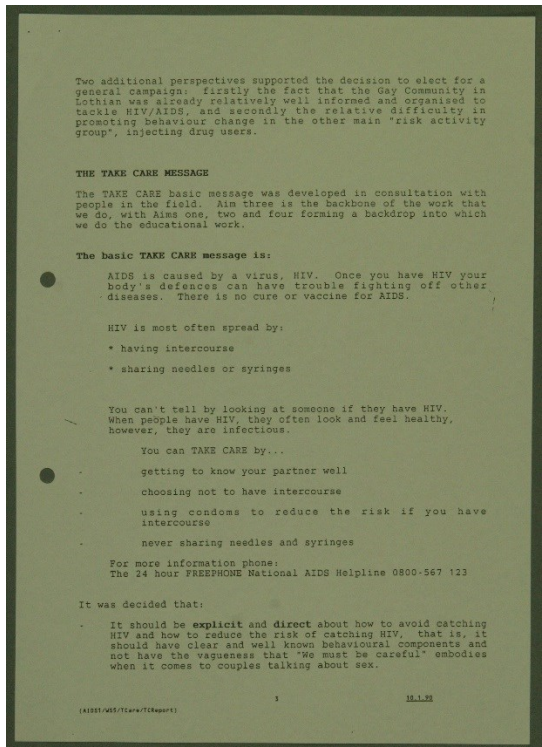 Two additional perspectives supported the decision to elect for a
general campaign: firstly the fact that the Gay Community in
Lothian was already relatively well informed and organised to
tackle HIV/AIDS, and secondly the relative difficulty in
promoting behaviour change in the other main "risk activity
group", injecting drug users.
THE TAKE CARE MESSAGE
The TAKE CARE basic message was developed in consultation with
people in the field. Aim three is the backbone of the work that
we do, with Aims one, two and four forming a backdrop into which
we do the educational work.
The basic TAKE CARE message is:
AIDS is caused by a virus, HIV. Once you have HIV your
body's defences can have trouble fighting off other
diseases. There is no cure or vaccine for AIDS.
HIV is most often spread by:
* having intercourse
* sharing needles or syringes
You can't tell by looking at someone if they have HIV.
When people have HIV, they often look and feel healthy,
however, they are infectious.
You can TAKE CARE by...
- getting to know your partner well
- choosing not to have intercourse
- using condoms to reduce the risk if you have
intercourse
- never sharing needles and syringes
For more information phone:
The 24 hour FREEPHONE National AIDS Helpline 0800-567 123
It was decided that:
- It should be explicit and direct about how to avoid catching
HIV and how to reduce the risk of catching HIV, that is, it
should have clear and well known behavioural components and
not have the vagueness that "We must be careful" embodies
when it comes to couples talking about sex.
3 10.1.90